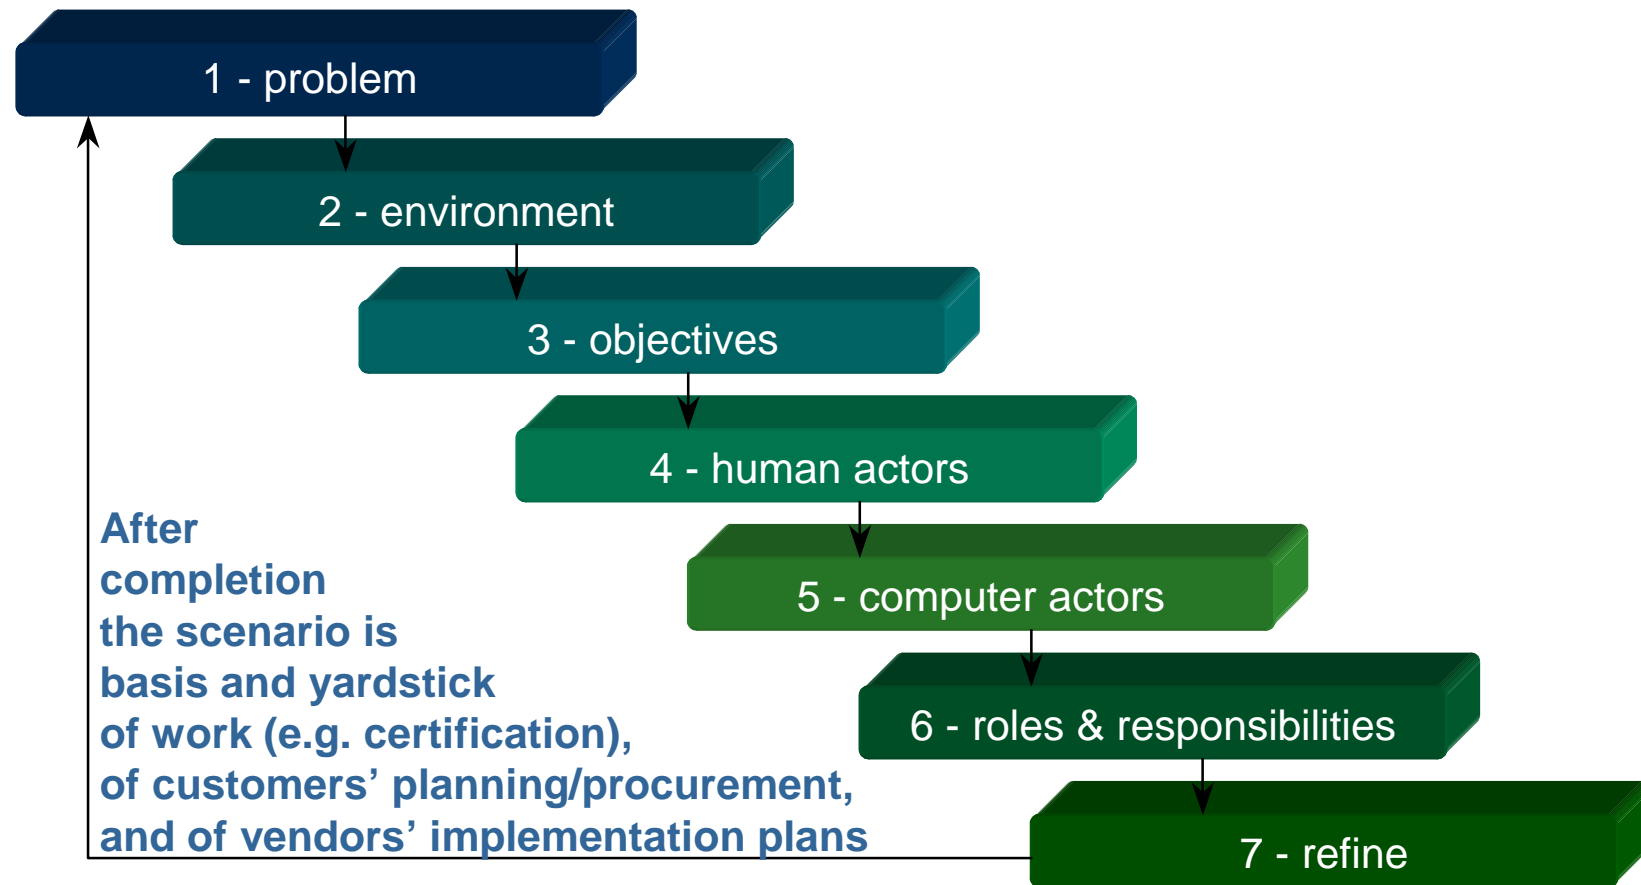 1 - problem
2 - environment
3 - objectives
4 - human actors
5 - computer actors
6 - roles & responsibilities
7 - refine
After
completion
the scenario is
basis and yardstick
of work (e.g. certification),
of customers’ planning/procurement,
and of vendors’ implementation plans